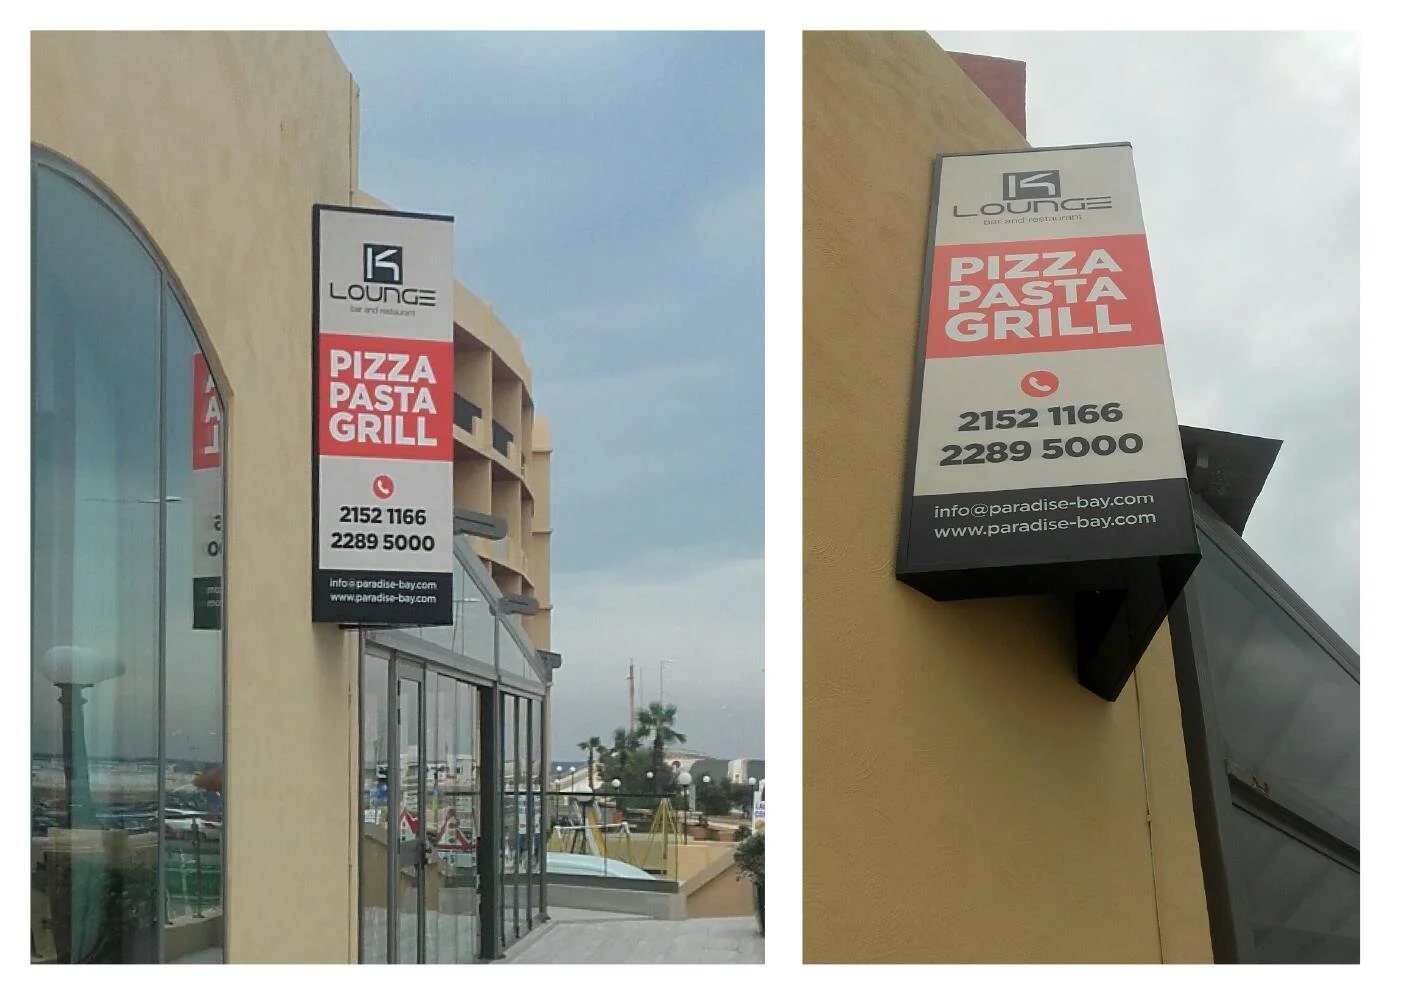 K
LOUNGE
bar and restaurant
PIZZA
PASTA
GRILL
2152 1166
2289 5000
info@paradise-bay.com
www.paradise-bay.com
K
LOUNGE
bar and restaurant
PIZZA
PASTA
GRILL
2152 1166
2289 5000
info@paradise-bay.com
www.paradise-bay.com